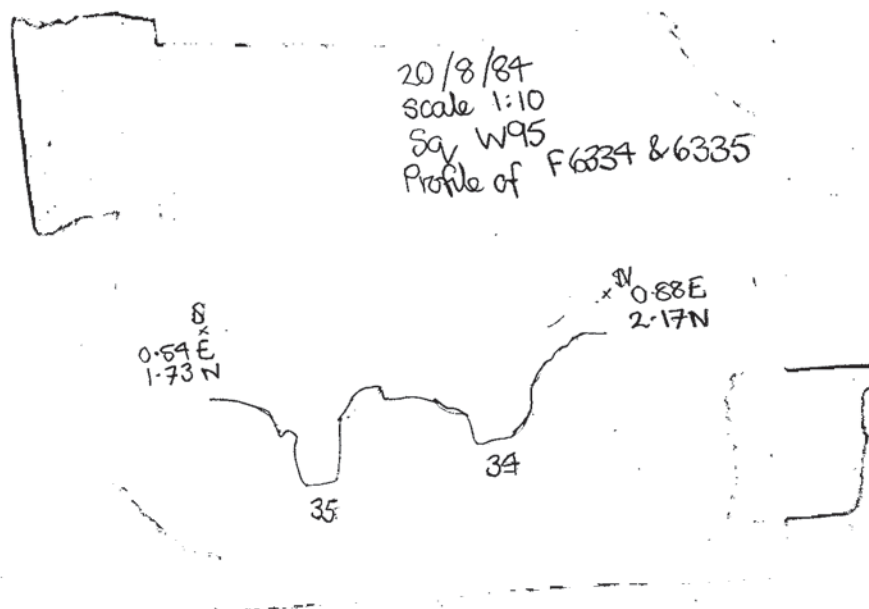 20/8/84
scale 1:10
Sq W95
Profile of F6334 & 6335
S
0.54 E
1.73 N
N 0.88E
2.17N
35
34